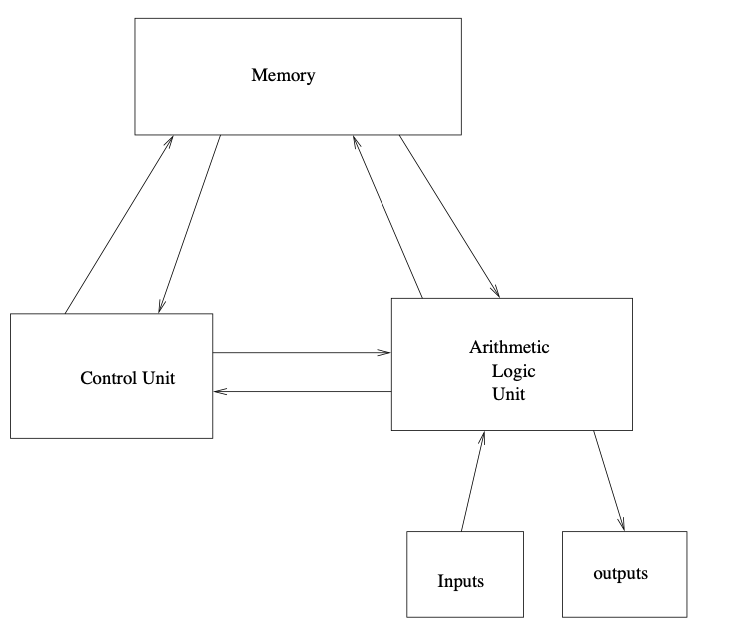 Memory
Control Unit
Arithmetic
Logic
Unit
Inputs
outputs